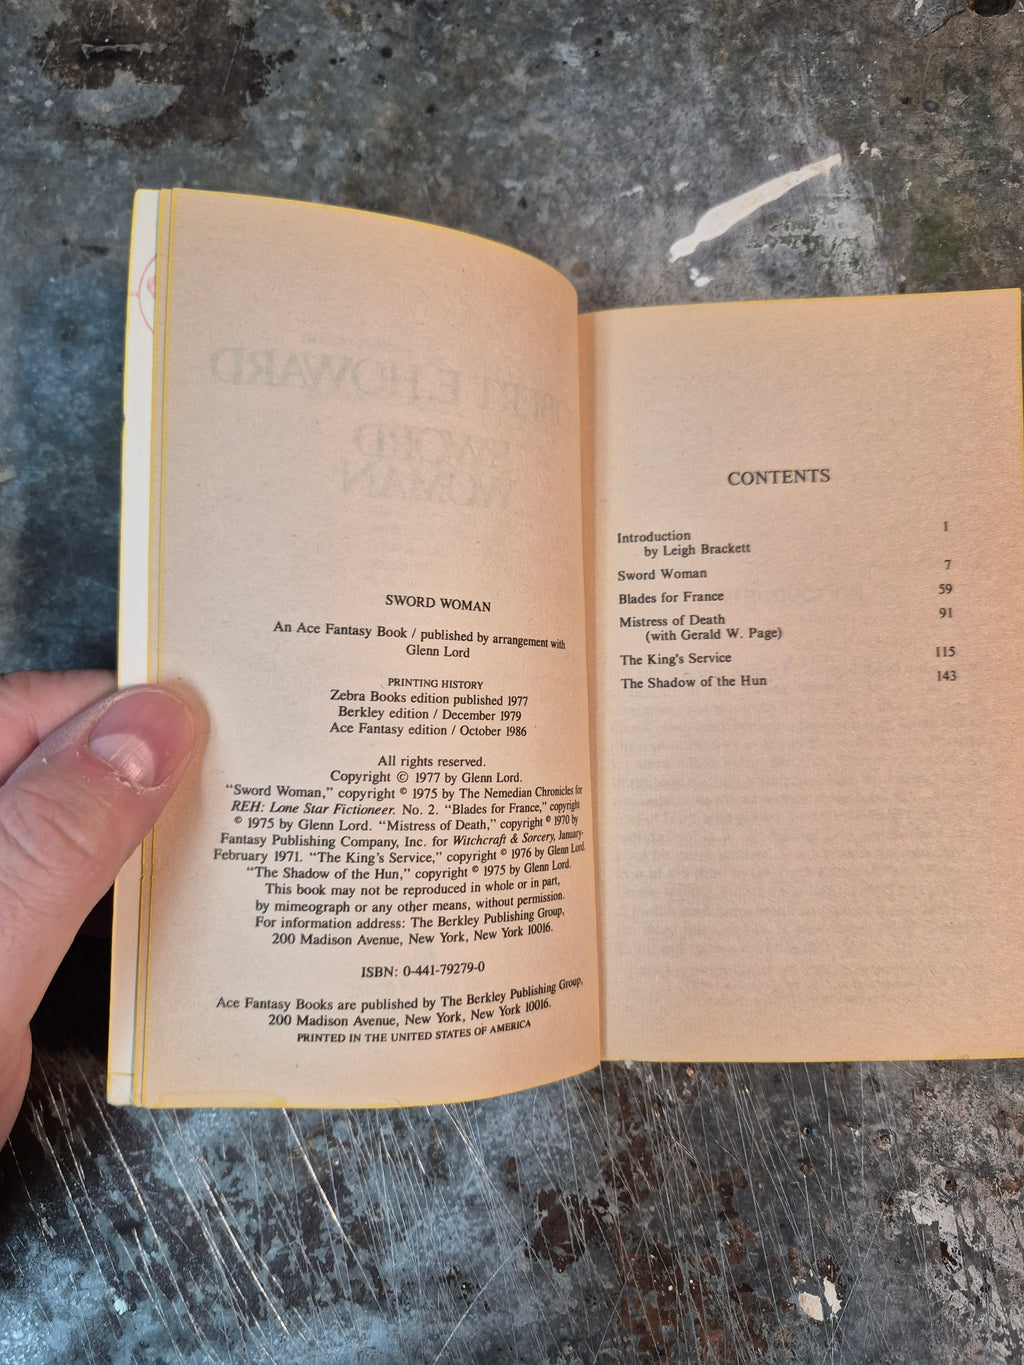 SWORD WOMAN
An Ace Fantasy Book / published by arrangement with
Glenn Lord
PRINTING HISTORY
Zebra Books edition published 1977
Berkley edition / December 1979
Ace Fantasy edition / October 1986
All rights reserved.
Copyright © 1977 by Glenn Lord.
"Sword Woman," copyright © 1975 by The Nemedian Chronicles for
REH: Lone Star Fictioneer. No. 2. "Blades for France," copyright
© 1975 by Glenn Lord. "Mistress of Death," copyright © 1970 by
Fantasy Publishing Company, Inc. for Witchcraft & Sorcery, January-
February 1971. "The King's Service," copyright © 1976 by Glenn Lord.
"The Shadow of the Hun," copyright © 1975 by Glenn Lord.
This book may not be reproduced in whole or in part,
by mimeograph or any other means, without permission.
For information address: The Berkley Publishing Group,
200 Madison Avenue, New York, New York 10016.
ISBN: 0-441-79279-0
Ace Fantasy Books are published by The Berkley Publishing Group,
200 Madison Avenue, New York, New York 10016.
PRINTED IN THE UNITED STATES OF AMERICA
CONTENTS
Introduction 1
by Leigh Brackett
Sword Woman 7
Blades for France 59
Mistress of Death 91
(with Gerald W. Page)
The King's Service 115
The Shadow of the Hun 143